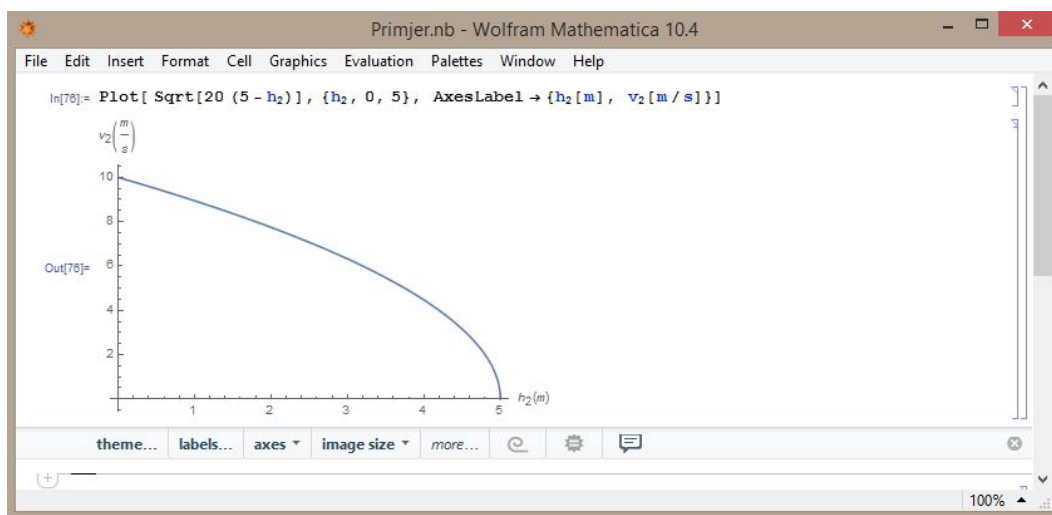 Primjer.nb - Wolfram Mathematica 10.4
File Edit Insert Format Cell Graphics Evaluation Palettes Window Help
In[76]:= Plot[ Sqrt[20 (5 - h₂)], {h₂, 0, 5}, AxesLabel → {h₂[m], v₂[m / s]}]
v₂(m/s)
10
8
Out[76]= 6
4
2
1 2 3 4 5 h₂(m)
theme... labels... axes image size more...
100%